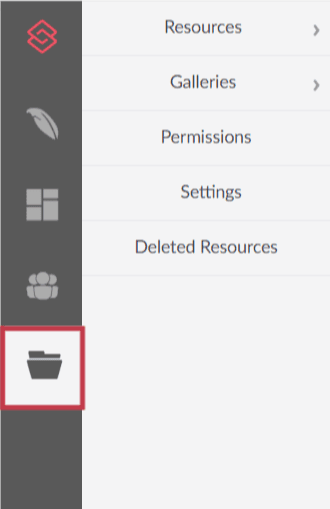 Resources
Galleries
Permissions
Settings
Deleted Resources